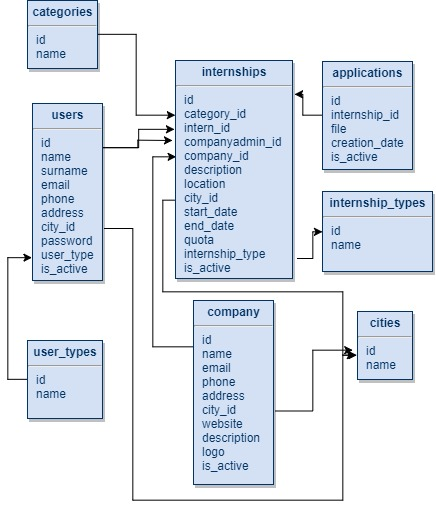 categories
id
name
internships
id
category_id
intern_id
companyadmin_id
company_id
description
location
city_id
start_date
end_date
quota
internship_type
is_active
applications
id
internship_id
file
creation_date
is_active
users
id
name
surname
email
phone
address
city_id
password
user_type
is_active
internship_types
id
name
company
id
name
email
phone
address
city_id
website
description
logo
is_active
cities
id
name
user_types
id
name